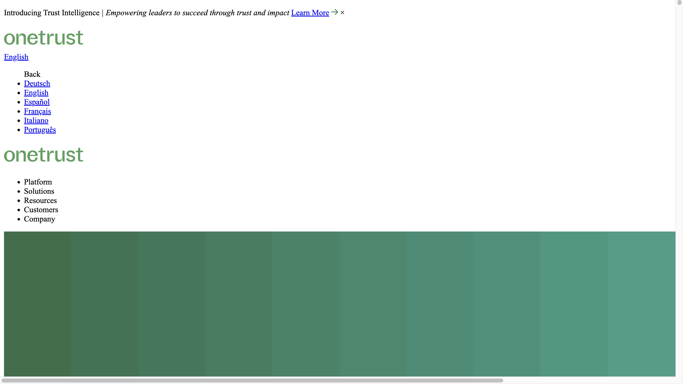 Introducing Trust Intelligence | Empowering leaders to succeed through trust and impact Learn More → ×
onetrust
English
Back
Deutsch
English
Español
Français
Italiano
Português
onetrust
Platform
Solutions
Resources
Customers
Company